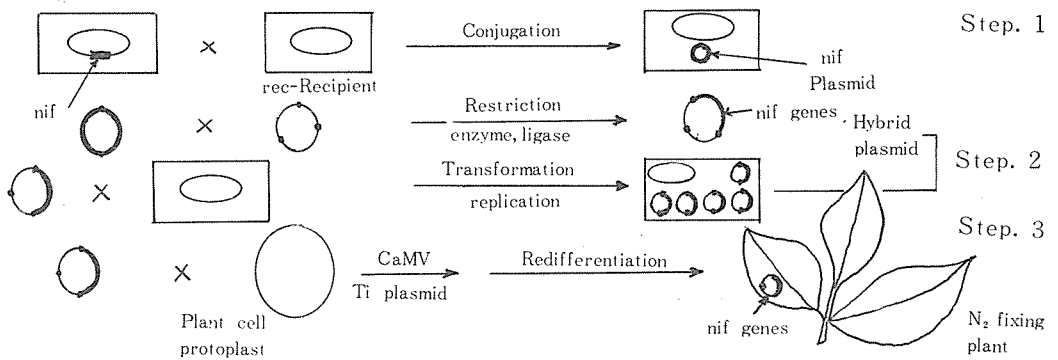 Conjugation
Step. 1
nif
rec-Recipient
nif
Plasmid
Restriction
enzyme, ligase
nif genes
Hybrid
plasmid
Step. 2
Transformation
replication
Step. 3
CaMV
Ti plasmid
Redifferentiation
Plant cell
protoplast
nif genes
N₂ fixing
plant